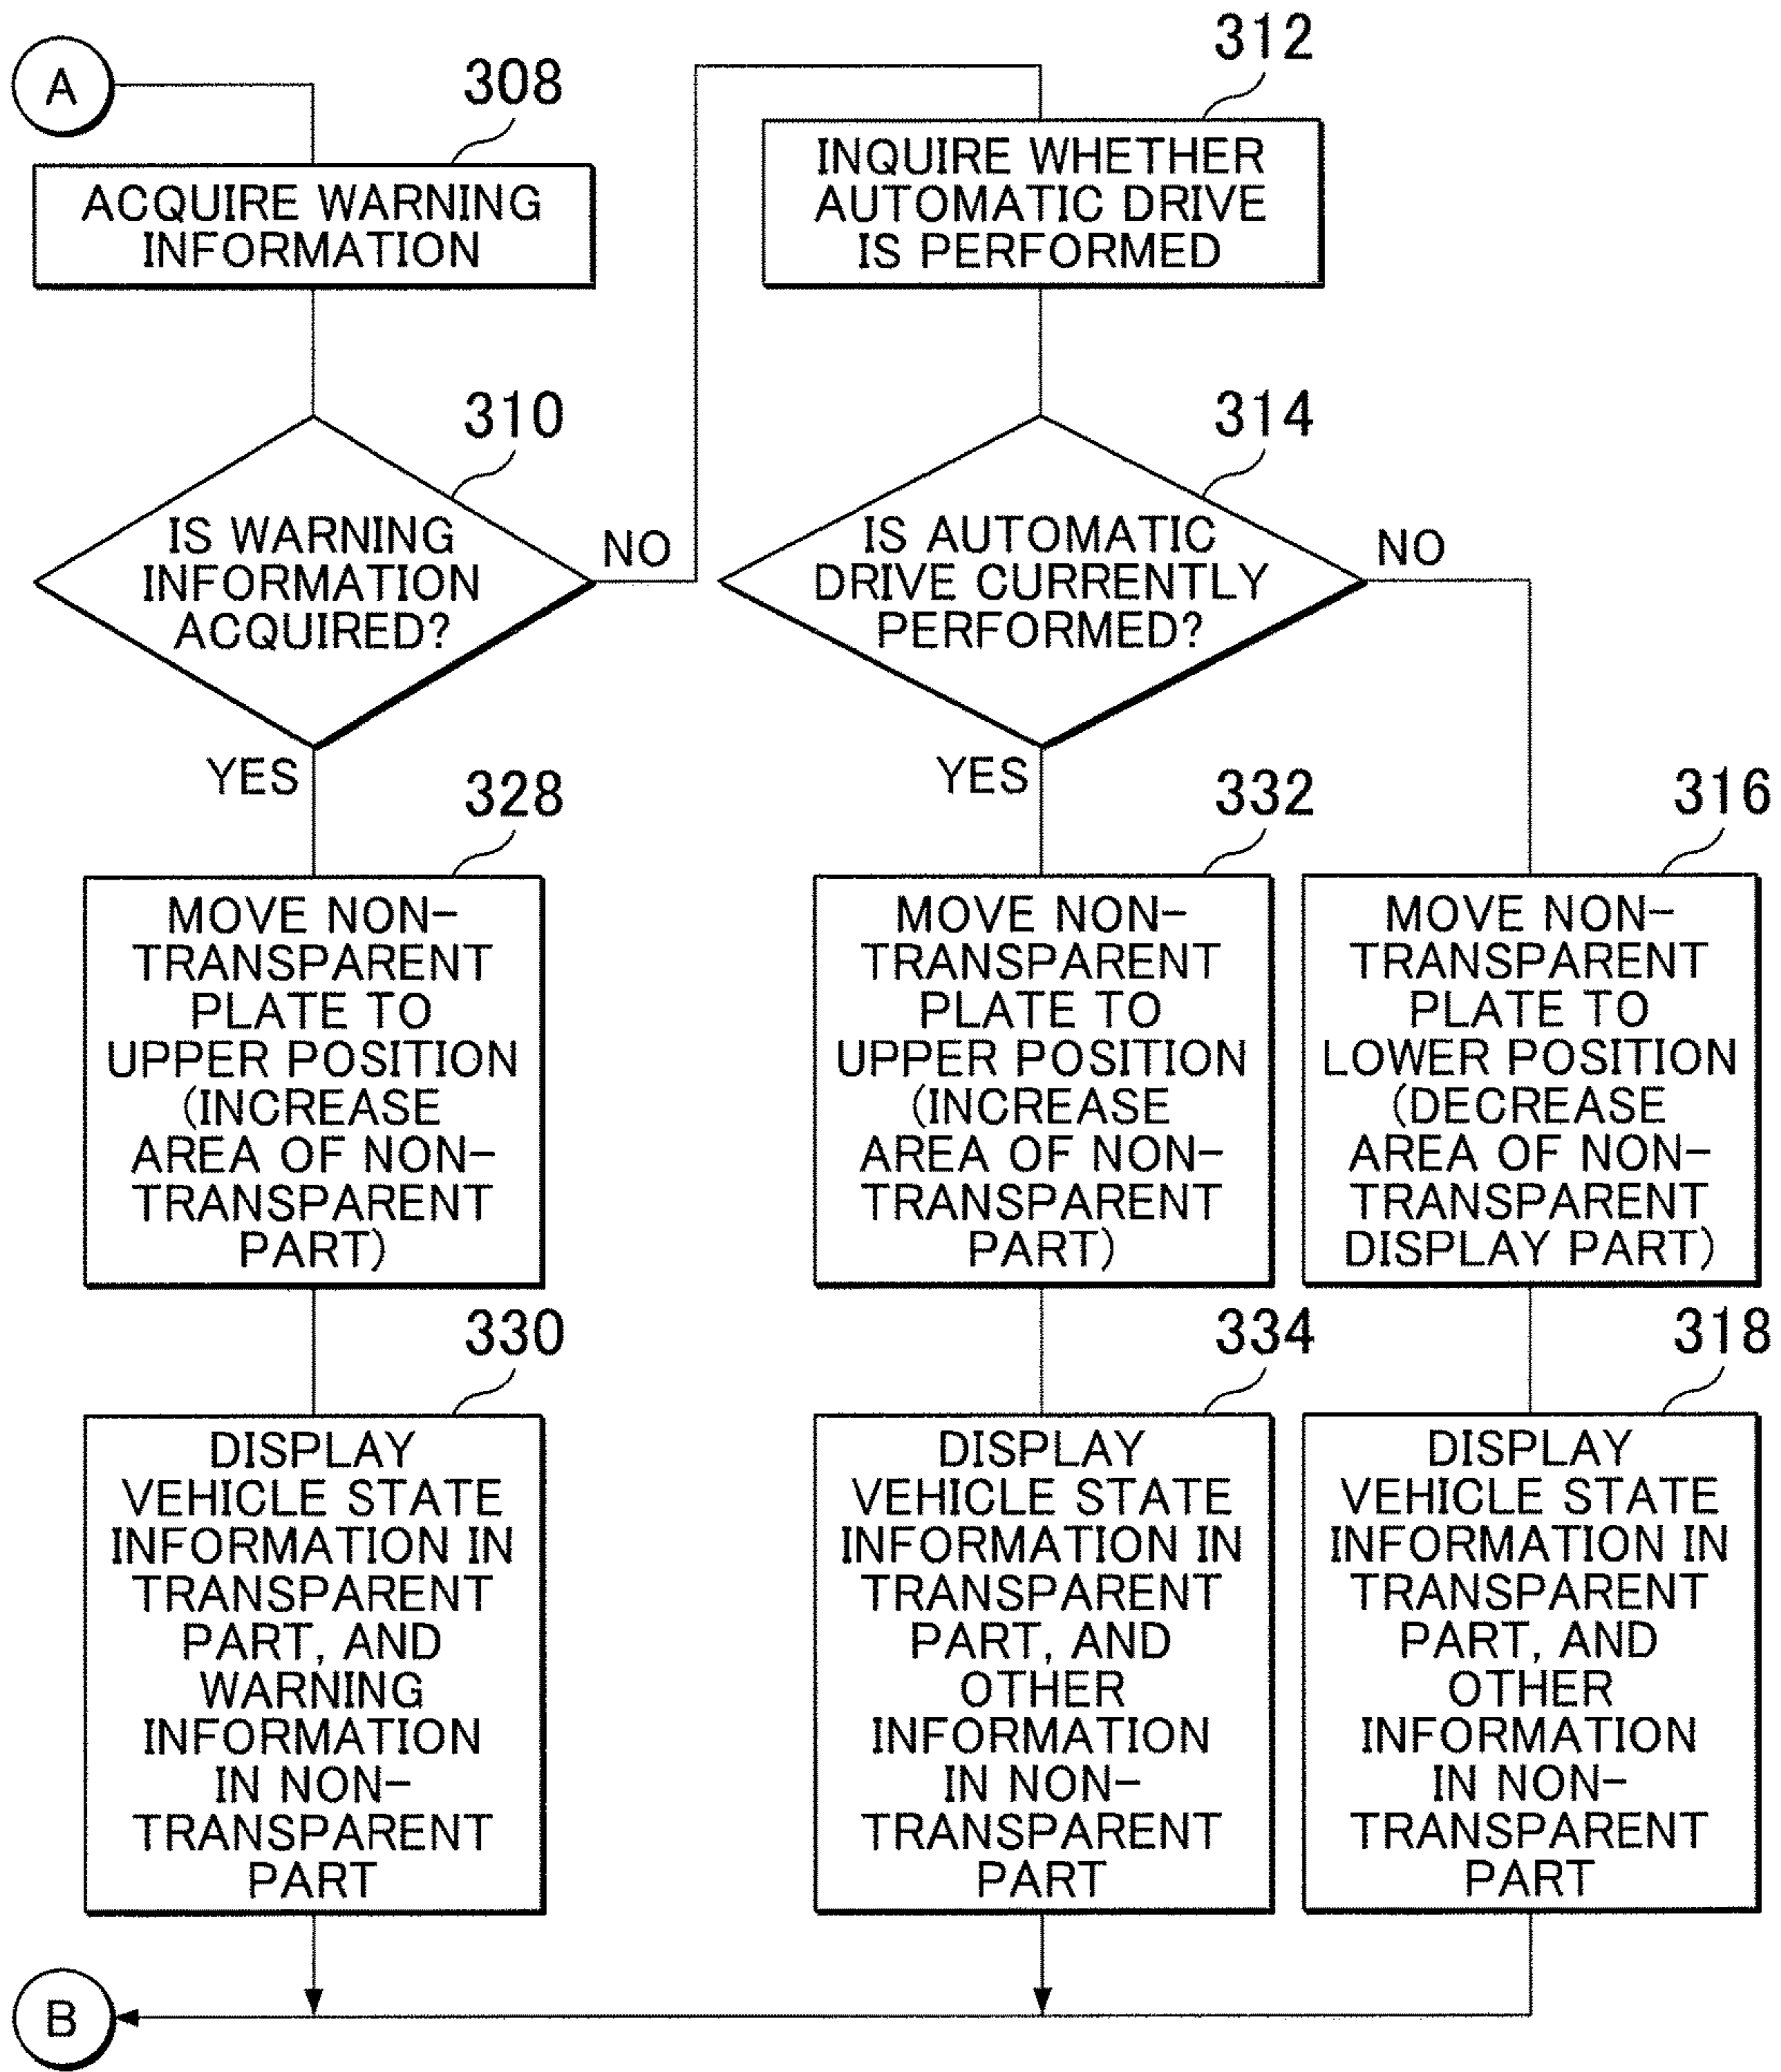 A
308
ACQUIRE WARNING
INFORMATION
310
IS WARNING
INFORMATION
ACQUIRED?
NO
YES
328
MOVE NON-
TRANSPARENT
PLATE TO
UPPER POSITION
(INCREASE
AREA OF NON-
TRANSPARENT
PART)
330
DISPLAY
VEHICLE STATE
INFORMATION IN
TRANSPARENT
PART, AND
WARNING
INFORMATION
IN NON-
TRANSPARENT
PART
312
INQUIRE WHETHER
AUTOMATIC DRIVE
IS PERFORMED
314
IS AUTOMATIC
DRIVE CURRENTLY
PERFORMED?
NO
YES
332
MOVE NON-
TRANSPARENT
PLATE TO
UPPER POSITION
(INCREASE
AREA OF NON-
TRANSPARENT
PART)
334
DISPLAY
VEHICLE STATE
INFORMATION IN
TRANSPARENT
PART, AND
OTHER
INFORMATION
IN NON-
TRANSPARENT
PART
316
MOVE NON-
TRANSPARENT
PLATE TO
LOWER POSITION
(DECREASE
AREA OF NON-
TRANSPARENT
DISPLAY PART)
318
DISPLAY
VEHICLE STATE
INFORMATION IN
TRANSPARENT
PART, AND
OTHER
INFORMATION
IN NON-
TRANSPARENT
PART
B